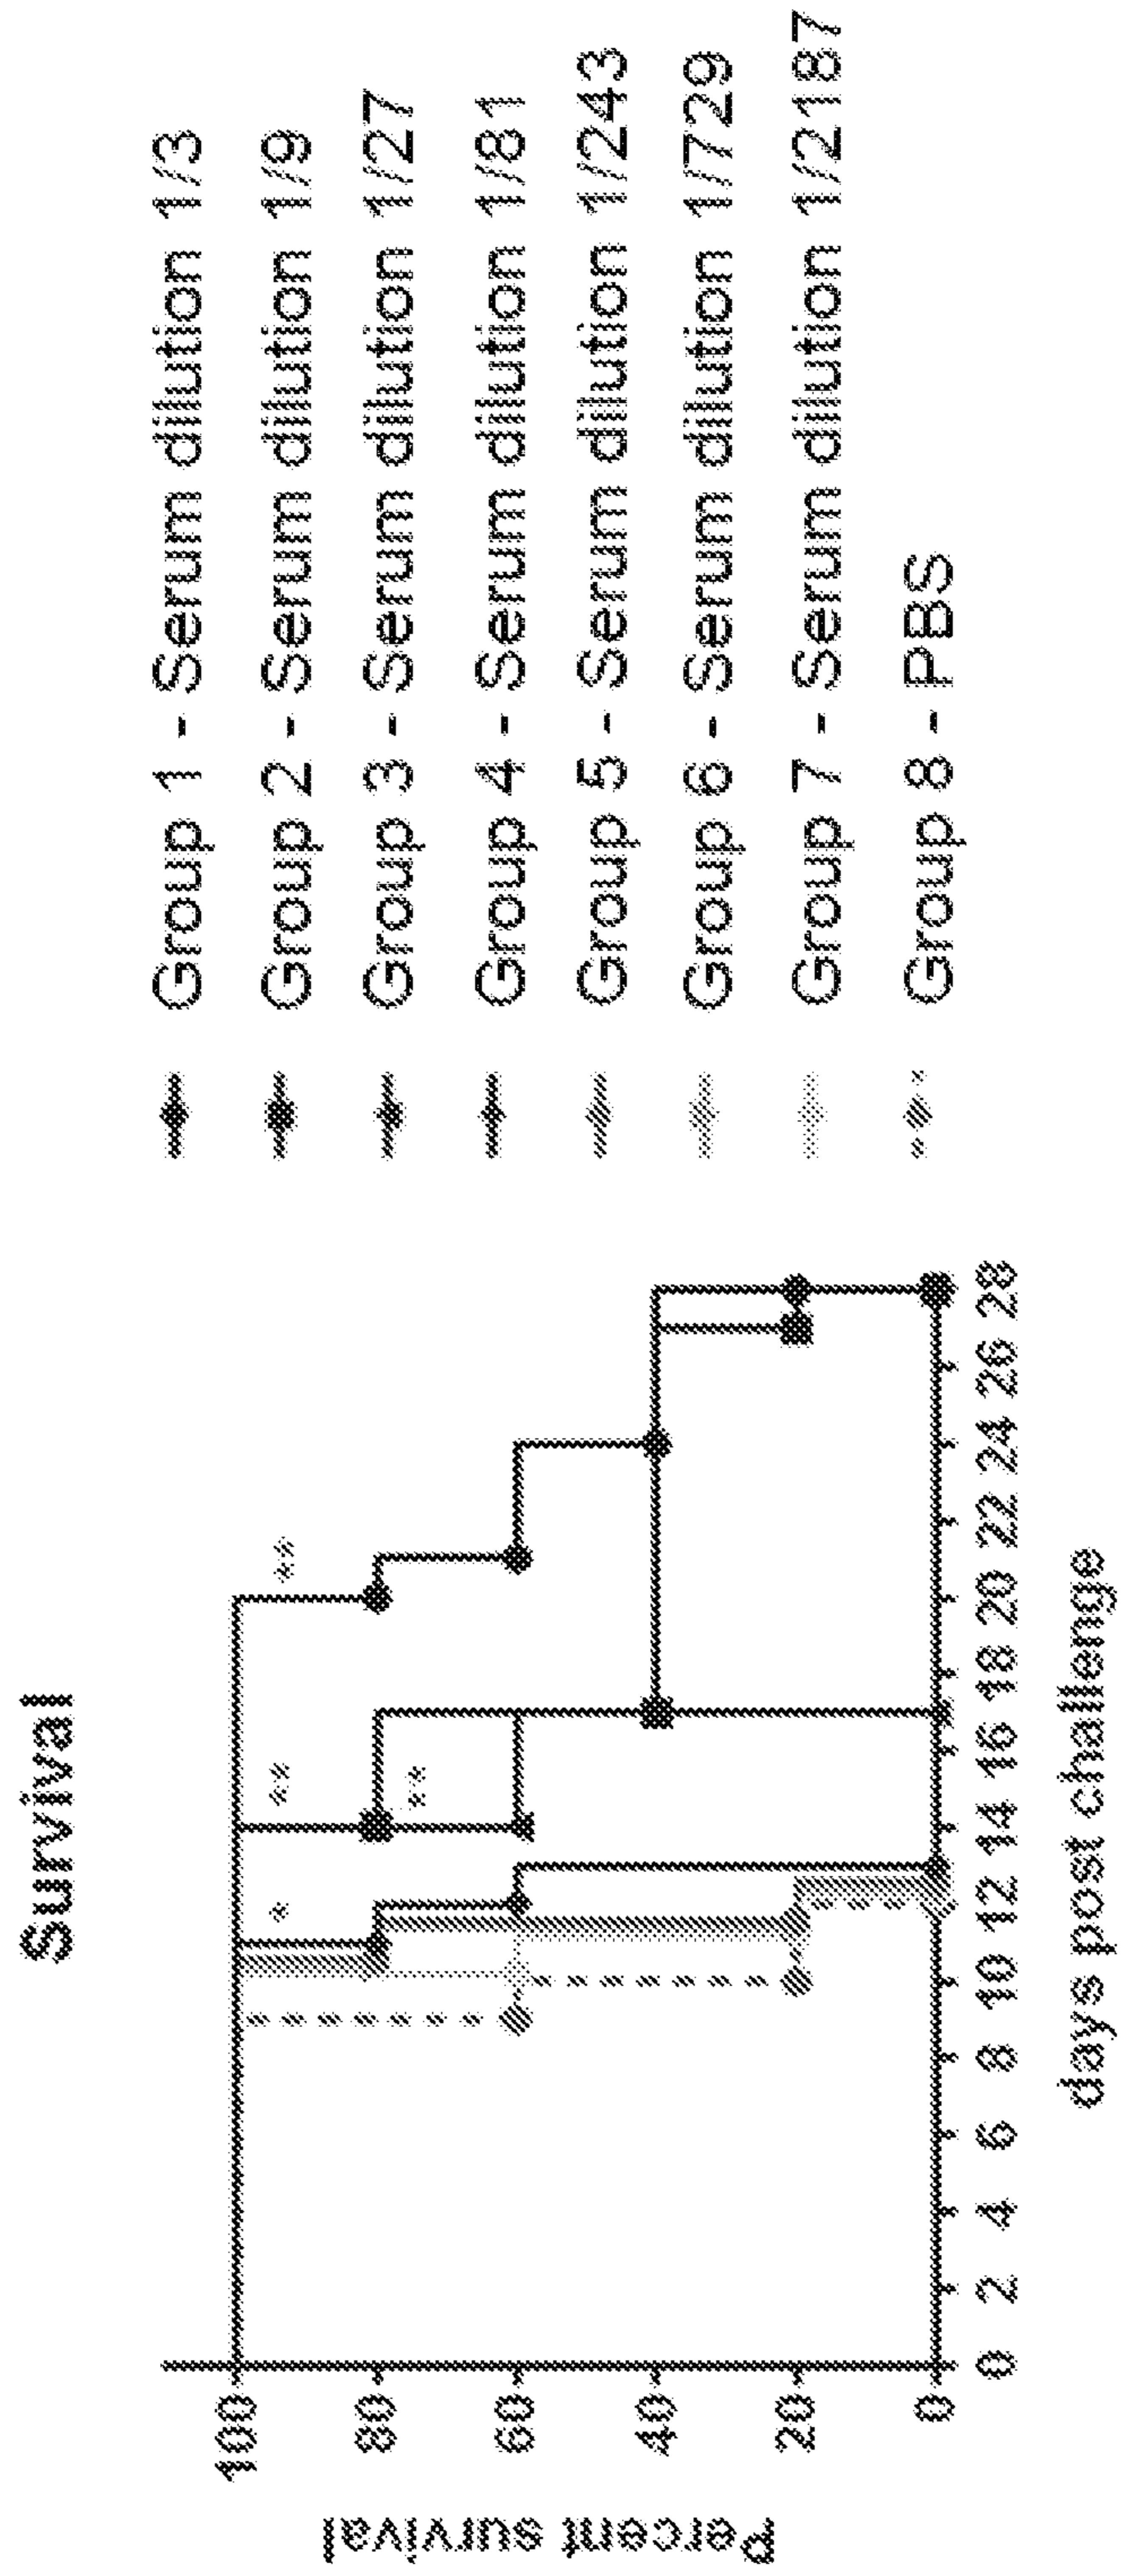 Survival
Percent survival
100
80
60
40
20
0
**
**
**
*
0 2 4 6 8 10 12 14 16 18 20 22 24 26 28
days post challenge
Group 1 - Serum dilution 1/3
Group 2 - Serum dilution 1/9
Group 3 - Serum dilution 1/27
Group 4 - Serum dilution 1/81
Group 5 - Serum dilution 1/243
Group 6 - Serum dilution 1/729
Group 7 - Serum dilution 1/2187
Group 8 - PBS